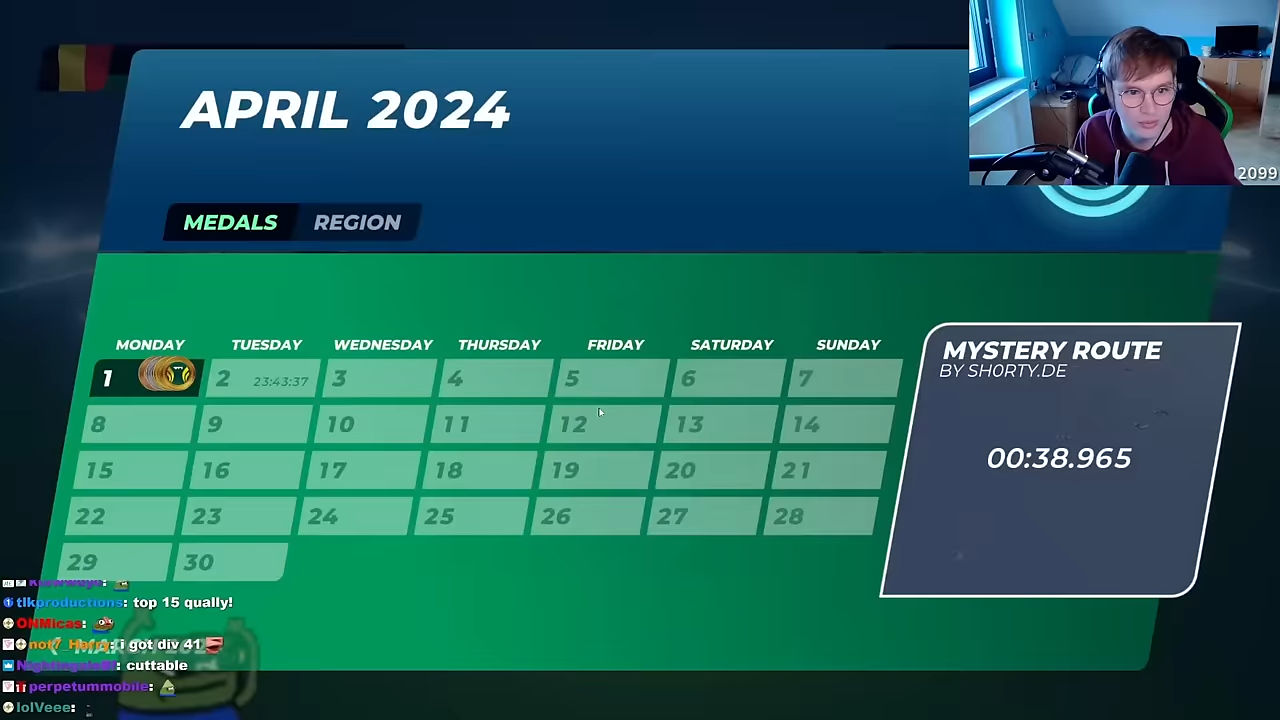 APRIL 2024
2099
MEDALS REGION
MONDAY TUESDAY WEDNESDAY THURSDAY FRIDAY SATURDAY SUNDAY
1 2 23:43:37 3 4 5 6 7
8 9 10 11 12 13 14
15 16 17 18 19 20 21
22 23 24 25 26 27 28
29 30
MYSTERY ROUTE
BY SH0RTY.DE
00:38.965
tlkproductions: top 15 qually!
ONMicas:
not7_Harry: i got div 41
: cuttable
perpetummobile:
lolVeee: